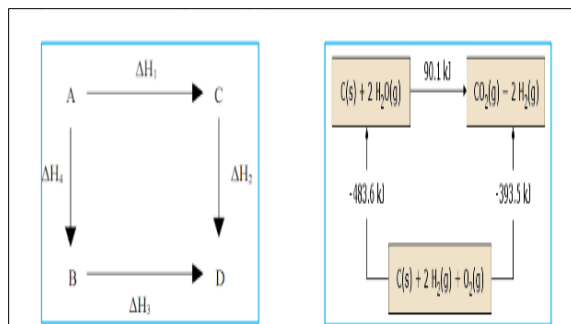 ΔH₁
A C
ΔH₄ ΔH₂
B D
ΔH₃
90.1 kJ
C(s) + 2 H₂O(g) CO₂(g) − 2 H₂(g)
-483.6 kJ -393.5 kJ
C(s) + 2 H₂(g) + O₂(g)